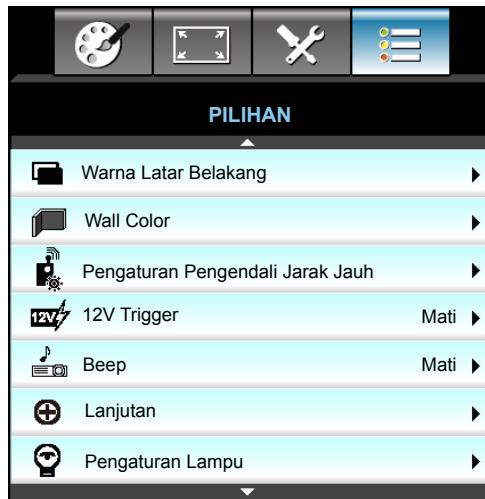 PILIHAN
Warna Latar Belakang
Wall Color
Pengaturan Pengendali Jarak Jauh
12V 12V Trigger Mati
Beep Mati
Lanjutan
Pengaturan Lampu